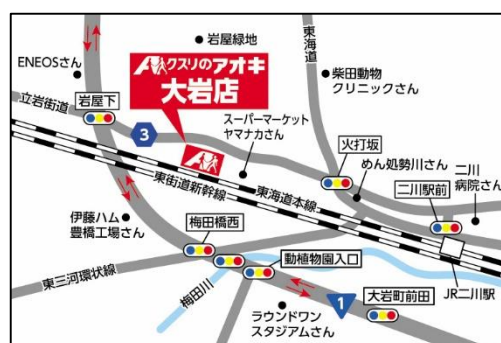 岩屋緑地
ENEOSさん
クスリのアオキ
大岩店
東海道
柴田動物
クリニックさん
立岩街道
岩屋下
3
スーパーマーケット
ヤマナカさん
火打坂
めん処勢川さん
二川
病院さん
二川駅前
東街道新幹線
東海道本線
伊藤ハム
豊橋工場さん
梅田橋西
動植物園入口
東三河環状線
梅田川
JR二川駅
1
大岩町前田
ラウンドワン
スタジアムさん